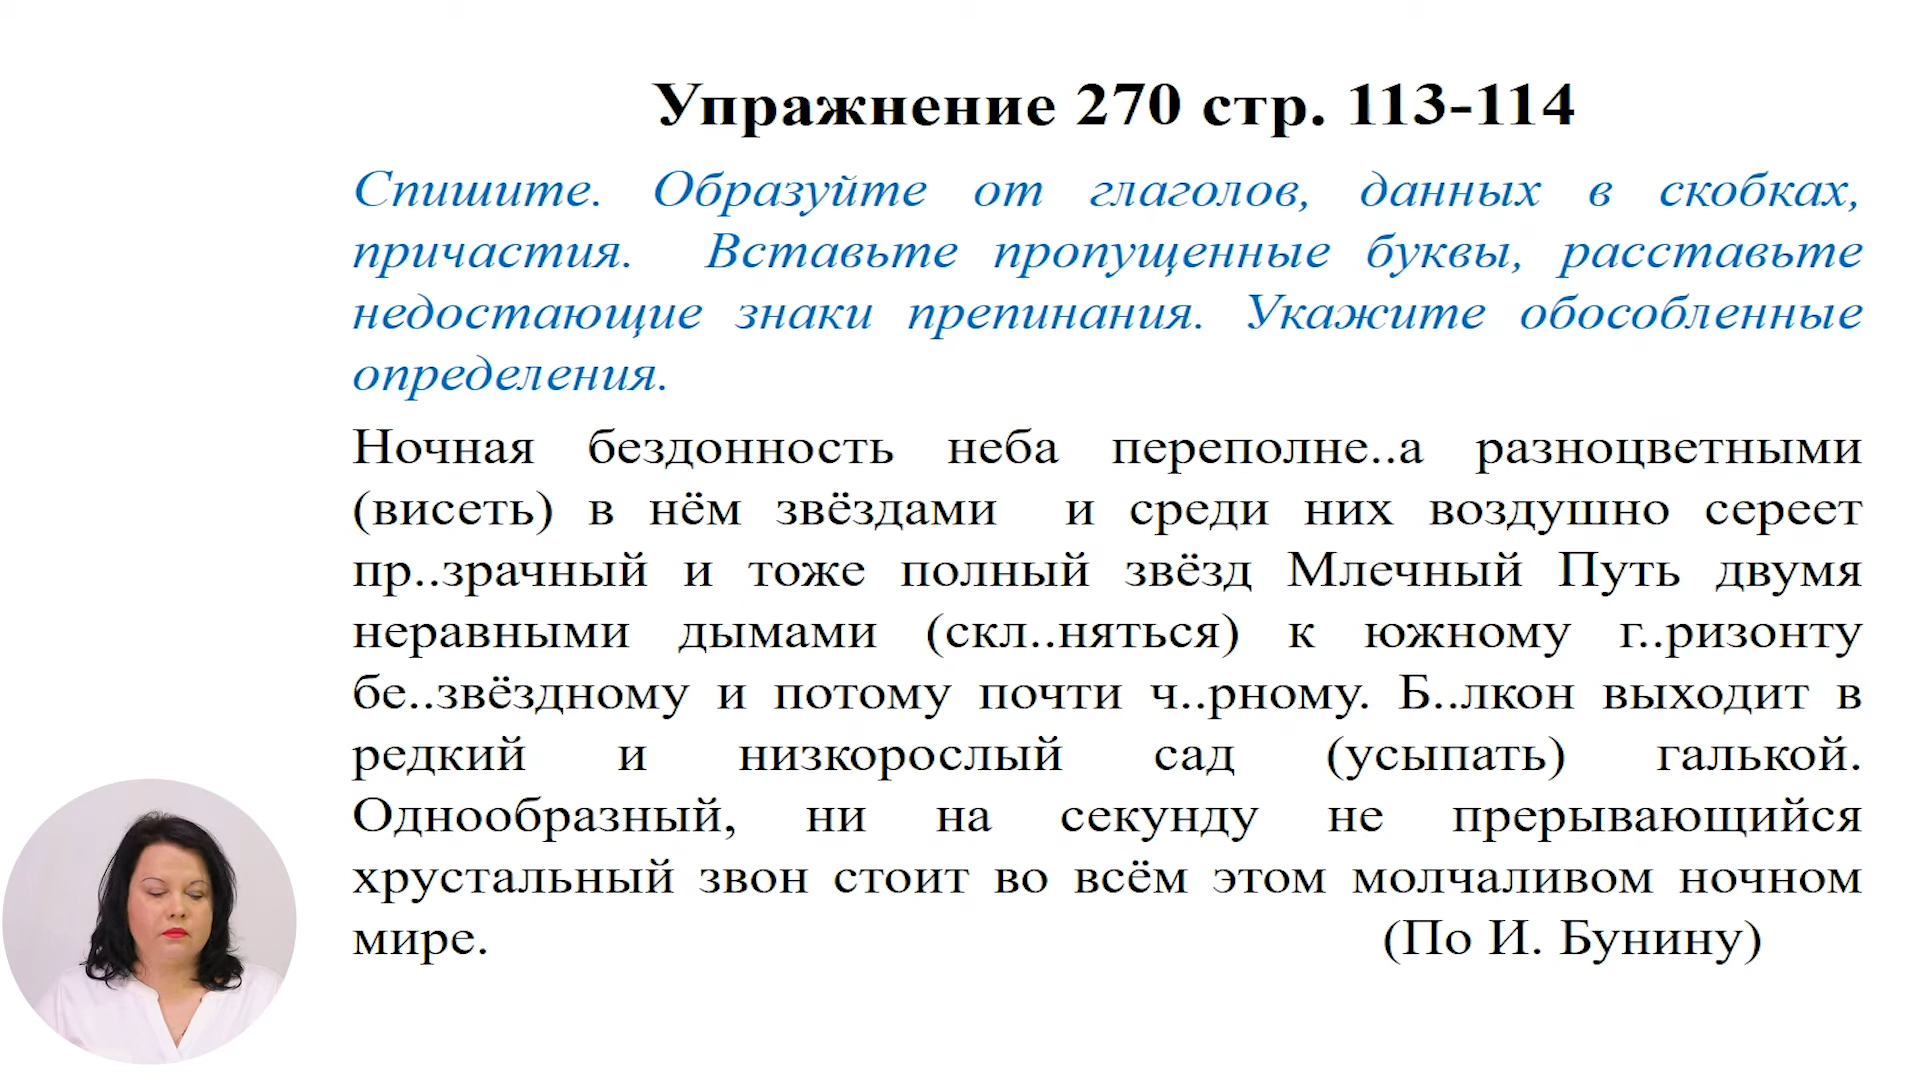 Упражнение 270 стр. 113-114
Спишите. Образуйте от глаголов, данных в скобках,
причастия. Вставьте пропущенные буквы, расставьте
недостающие знаки препинания. Укажите обособленные
определения.
Ночная бездонность неба переполне..а разноцветными
(висеть) в нём звёздами и среди них воздушно сереет
пр..зрачный и тоже полный звёзд Млечный Путь двумя
неравными дымами (скл..няться) к южному г..ризонту
бе..звёздному и потому почти ч..рному. Б..лкон выходит в
редкий и низкорослый сад (усыпать) галькой.
Однообразный, ни на секунду не прерывающийся
хрустальный звон стоит во всём этом молчаливом ночном
мире. (По И. Бунину)